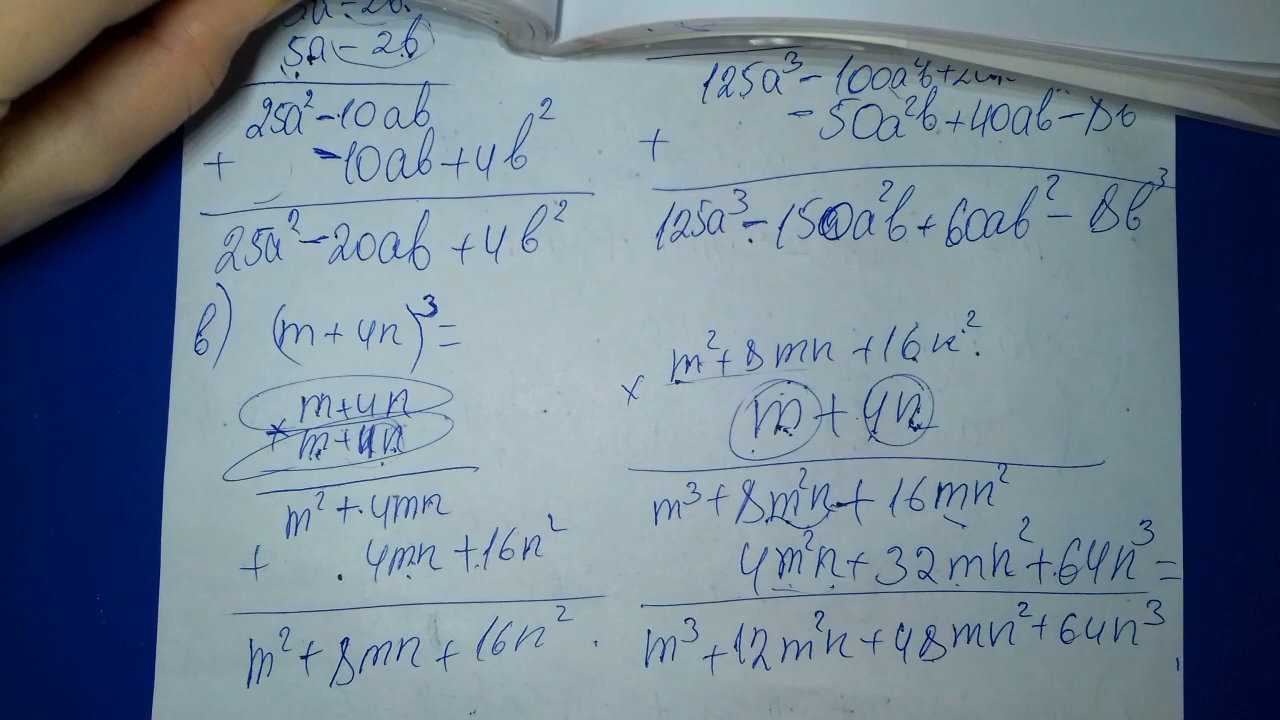 5a - 2b
25a² - 10ab
+ -10ab + 4b²
25a² - 20ab + 4b²
125a³ - 100a²b +
+ -50a²b + 40ab - 8b
125a³ - 150a²b + 60ab² - 8b³
в) (m + 4n)³ =
m + 4n
× m + 4n
m² + 4mn
+ 4mn + 16n²
m² + 8mn + 16n².
m² + 8mn + 16n².
× m + 4n
m³ + 8m²n + 16mn²
4m²n + 32mn² + 64n³ =
m³ + 12m²n + 48mn² + 64n³